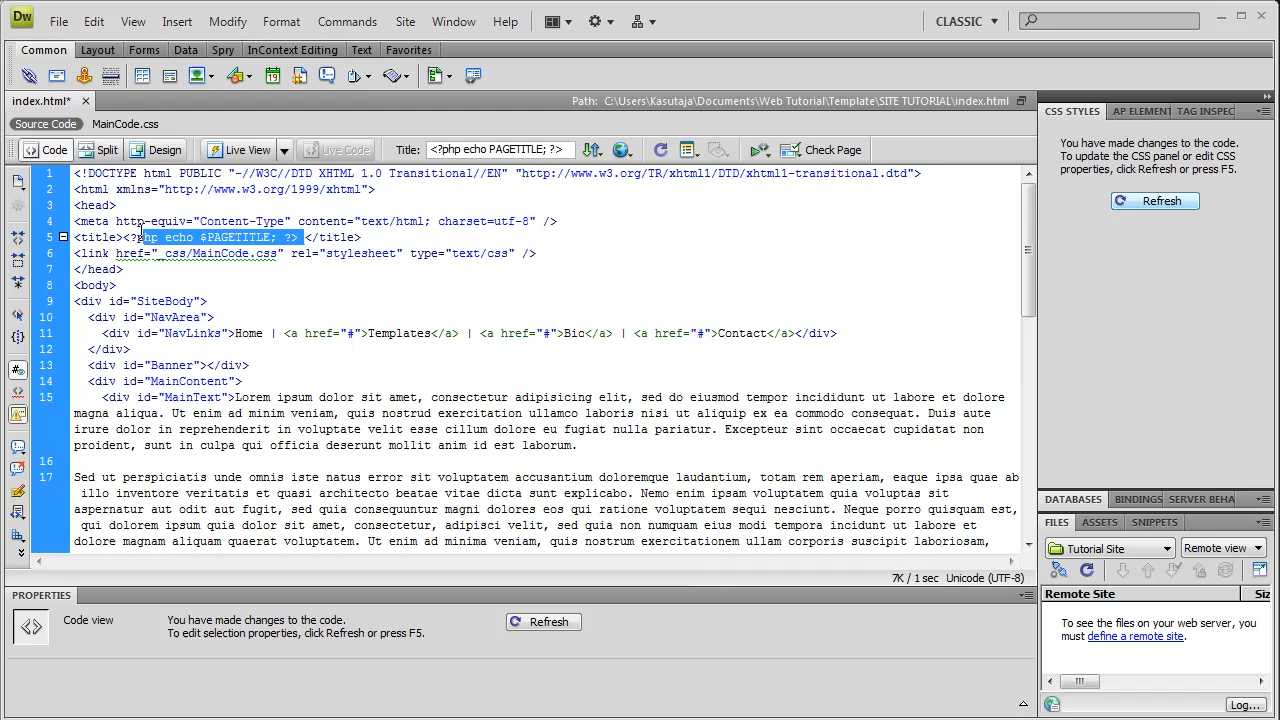 Dw File Edit View Insert Modify Format Commands Site Window Help CLASSIC
Common Layout Forms Data Spry InContext Editing Text Favorites
index.html* Path: C:\Users\Kasutaja\Documents\Web Tutorial\Template\SITE TUTORIAL\index.html
Source Code MainCode.css
Code Split Design Live View Live Code Title: <?php echo PAGETITLE; ?> Check Page
1 <!DOCTYPE html PUBLIC "-//W3C//DTD XHTML 1.0 Transitional//EN" "http://www.w3.org/TR/xhtml1/DTD/xhtml1-transitional.dtd">
2 <html xmlns="http://www.w3.org/1999/xhtml">
3 <head>
4 <meta http-equiv="Content-Type" content="text/html; charset=utf-8" />
5 <title><?php echo $PAGETITLE; ?> </title>
6 <link href="_css/MainCode.css" rel="stylesheet" type="text/css" />
7 </head>
8 <body>
9 <div id="SiteBody">
10 <div id="NavArea">
11 <div id="NavLinks">Home | <a href="#">Templates</a> | <a href="#">Bio</a> | <a href="#">Contact</a></div>
12 </div>
13 <div id="Banner"></div>
14 <div id="MainContent">
15 <div id="MainText">Lorem ipsum dolor sit amet, consectetur adipisicing elit, sed do eiusmod tempor incididunt ut labore et dolore
magna aliqua. Ut enim ad minim veniam, quis nostrud exercitation ullamco laboris nisi ut aliquip ex ea commodo consequat. Duis aute
irure dolor in reprehenderit in voluptate velit esse cillum dolore eu fugiat nulla pariatur. Excepteur sint occaecat cupidatat non
proident, sunt in culpa qui officia deserunt mollit anim id est laborum.
16
17 Sed ut perspiciatis unde omnis iste natus error sit voluptatem accusantium doloremque laudantium, totam rem aperiam, eaque ipsa quae ab
illo inventore veritatis et quasi architecto beatae vitae dicta sunt explicabo. Nemo enim ipsam voluptatem quia voluptas sit
aspernatur aut odit aut fugit, sed quia consequuntur magni dolores eos qui ratione voluptatem sequi nesciunt. Neque porro quisquam est,
qui dolorem ipsum quia dolor sit amet, consectetur, adipisci velit, sed quia non numquam eius modi tempora incidunt ut labore et
dolore magnam aliquam quaerat voluptatem. Ut enim ad minima veniam, quis nostrum exercitationem ullam corporis suscipit laboriosam,
7K / 1 sec Unicode (UTF-8)
PROPERTIES
Code view You have made changes to the code.
To edit selection properties, click Refresh or press F5.
Refresh
CSS STYLES AP ELEMENT TAG INSPEC
You have made changes to the code.
To update the CSS panel or edit CSS
properties, click Refresh or press F5.
Refresh
DATABASES BINDINGS SERVER BEHA
FILES ASSETS SNIPPETS
Tutorial Site Remote view
Remote Site Siz
To see the files on your web server, you
must define a remote site.
Log...